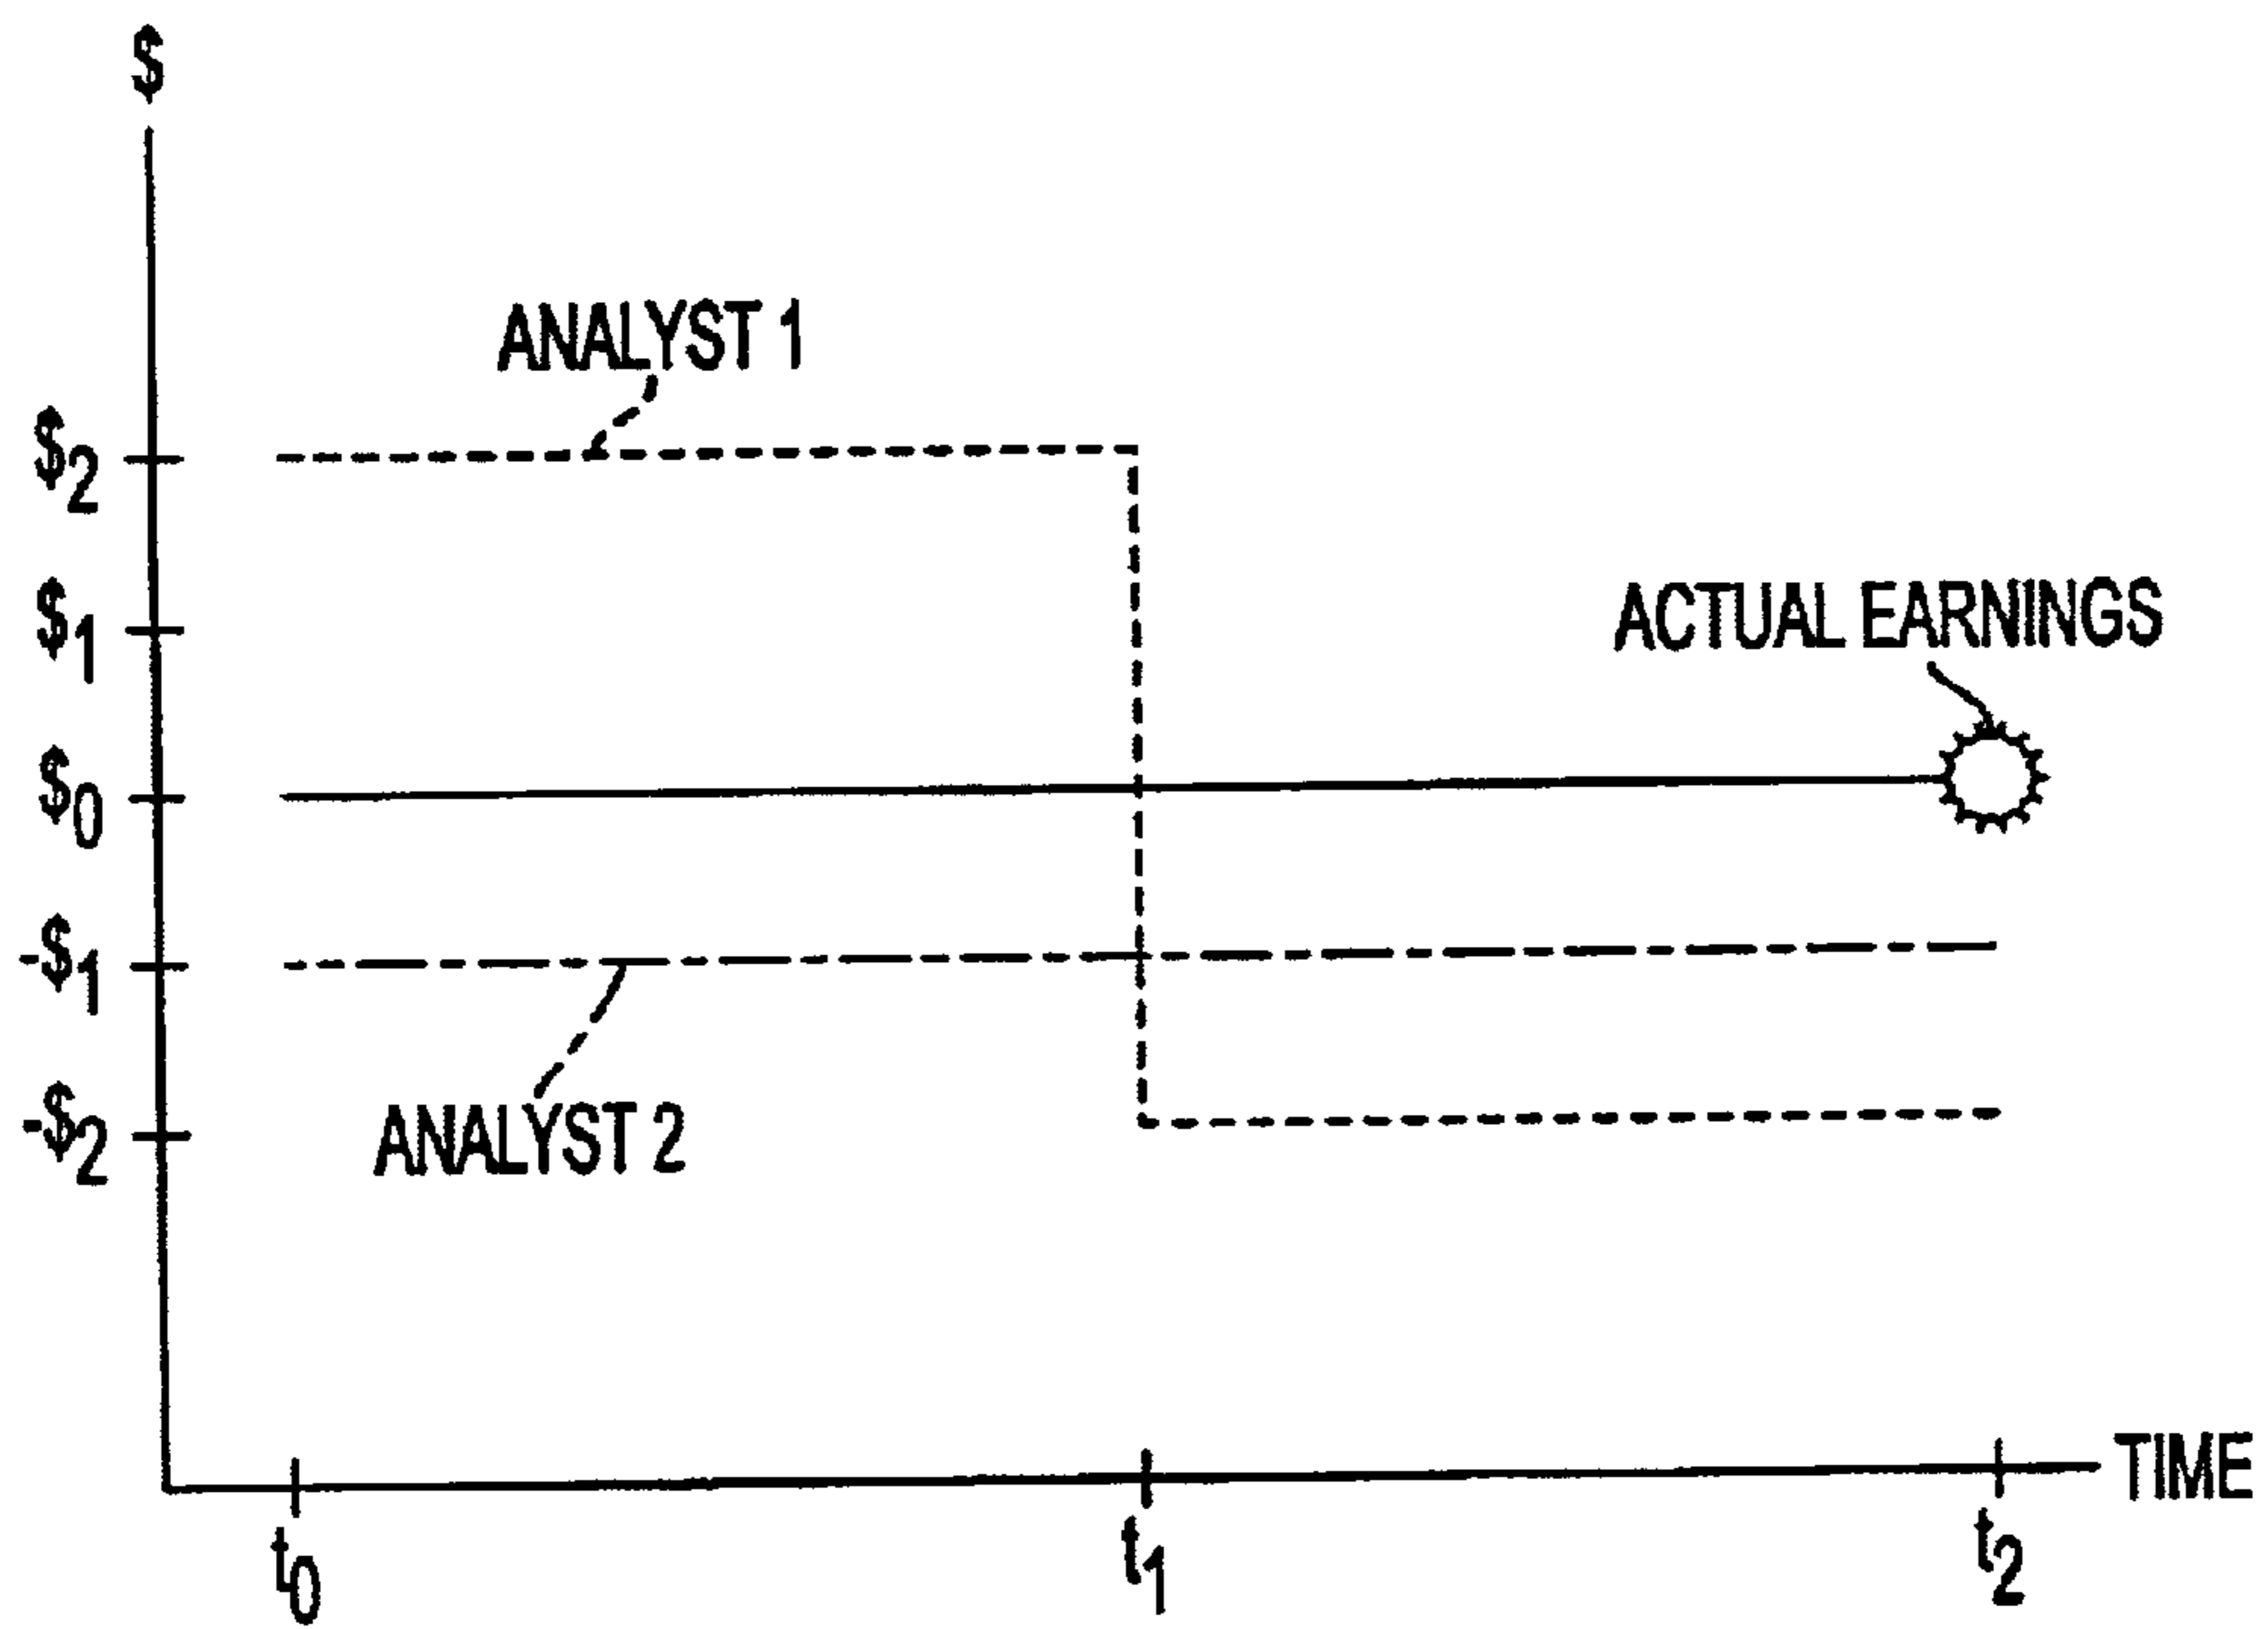 $
ANALYST 1
$2
$1
ACTUAL EARNINGS
$0
-$1
-$2
ANALYST 2
TIME
t0
t1
t2